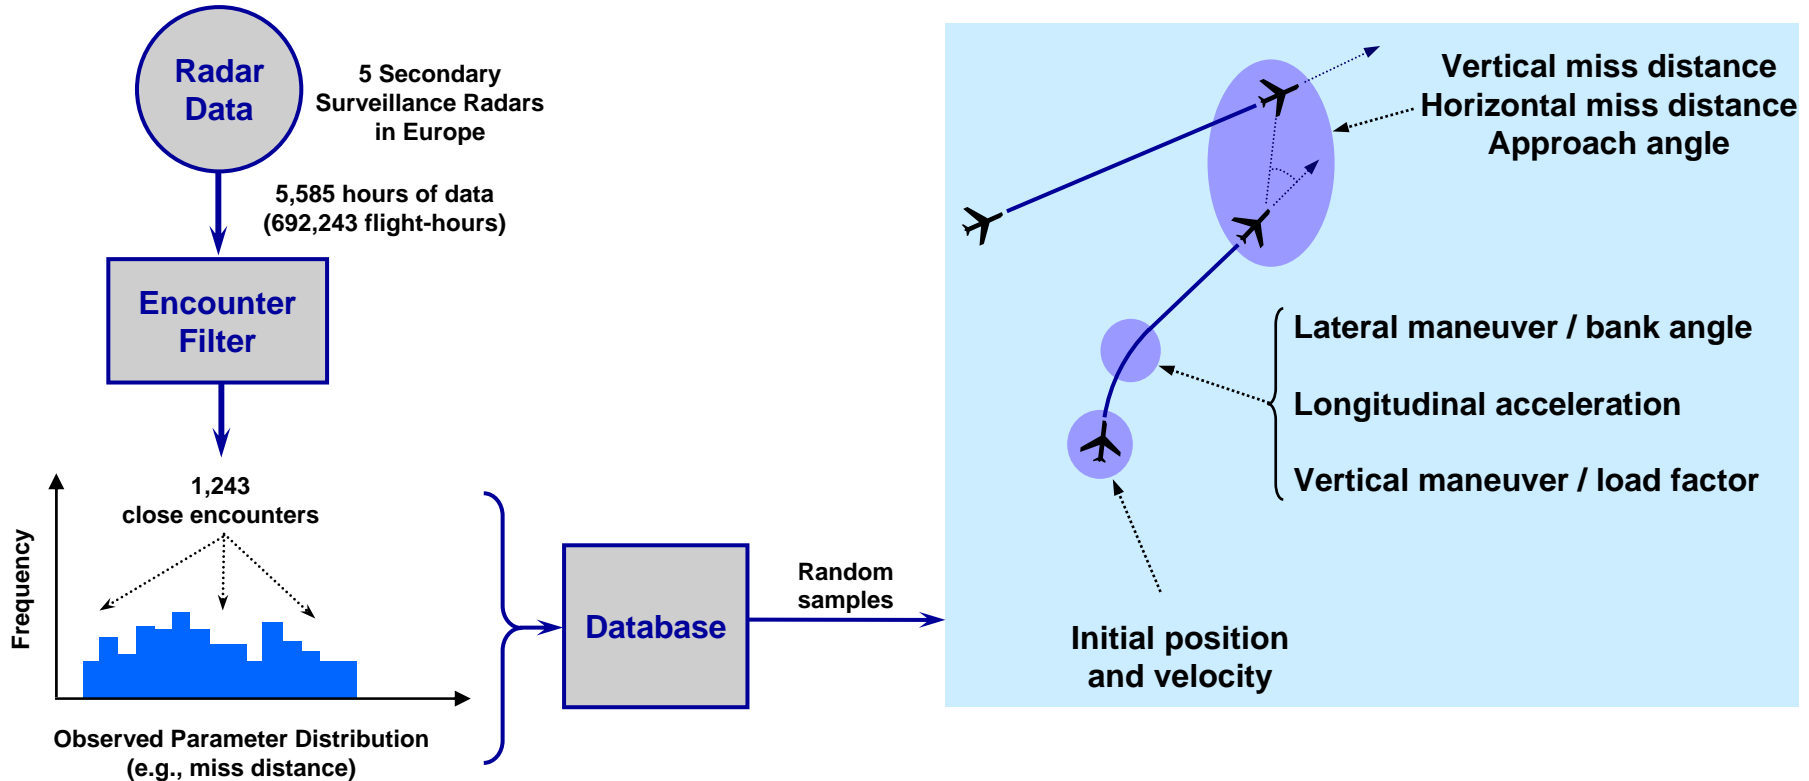 Radar
Data
5 Secondary
Surveillance Radars
in Europe
5,585 hours of data
(692,243 flight-hours)
Encounter
Filter
1,243
close encounters
Frequency
Observed Parameter Distribution
(e.g., miss distance)
Database
Random
samples
Vertical miss distance
Horizontal miss distance
Approach angle
Lateral maneuver / bank angle
Longitudinal acceleration
Vertical maneuver / load factor
Initial position
and velocity